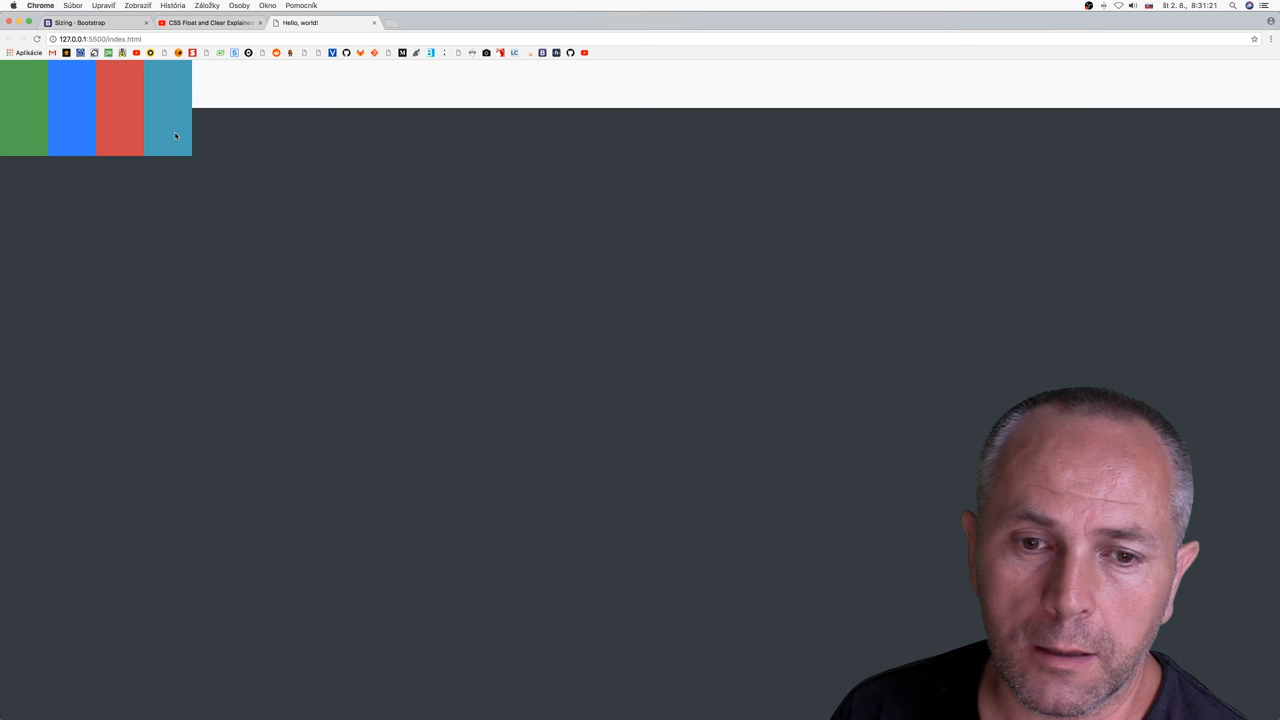 Chrome Súbor Upraviť Zobraziť História Záložky Osoby Okno Pomocník št 2. 8., 8:31:21
Sizing · Bootstrap × CSS Float and Clear Explained × Hello, world! ×
127.0.0.1:5500/index.html
Aplikácie